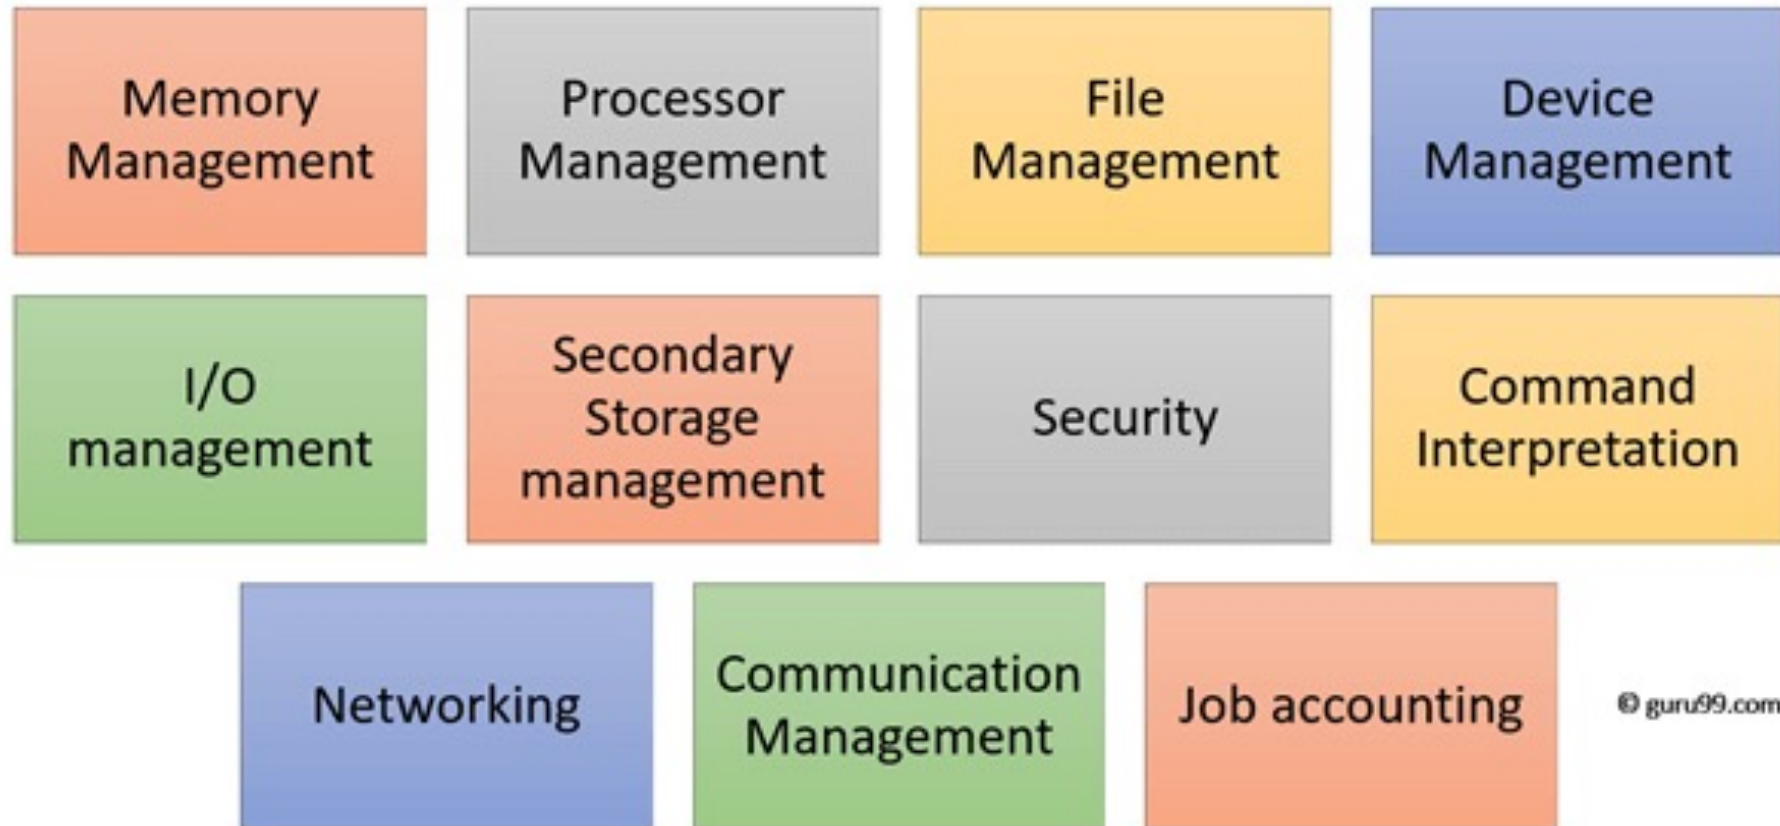 Memory
Management
Processor
Management
File
Management
Device
Management
I/O
management
Secondary
Storage
management
Security
Command
Interpretation
Networking
Communication
Management
Job accounting
© guru99.com